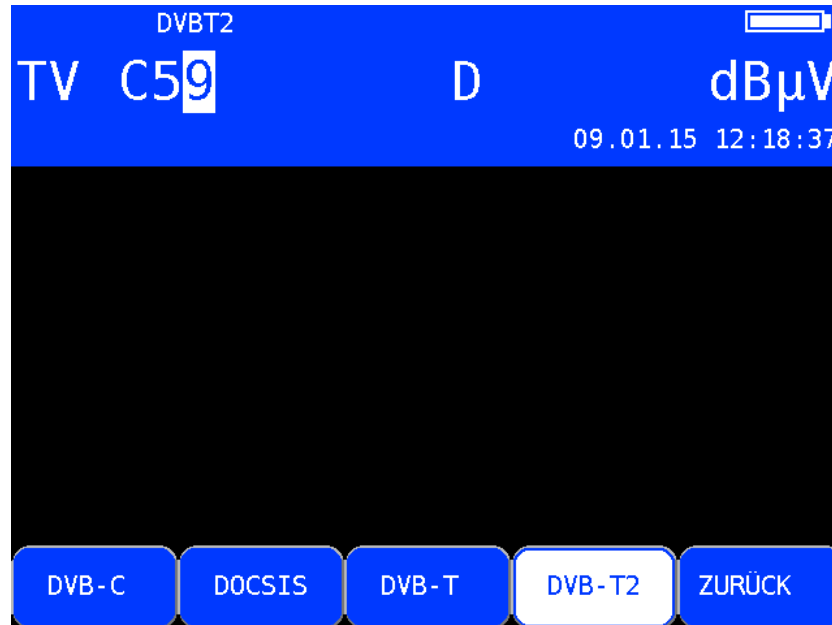 DVBT2
TV C59 D dBµV
09.01.15 12:18:37
DVB-C DOCSIS DVB-T DVB-T2 ZURÜCK